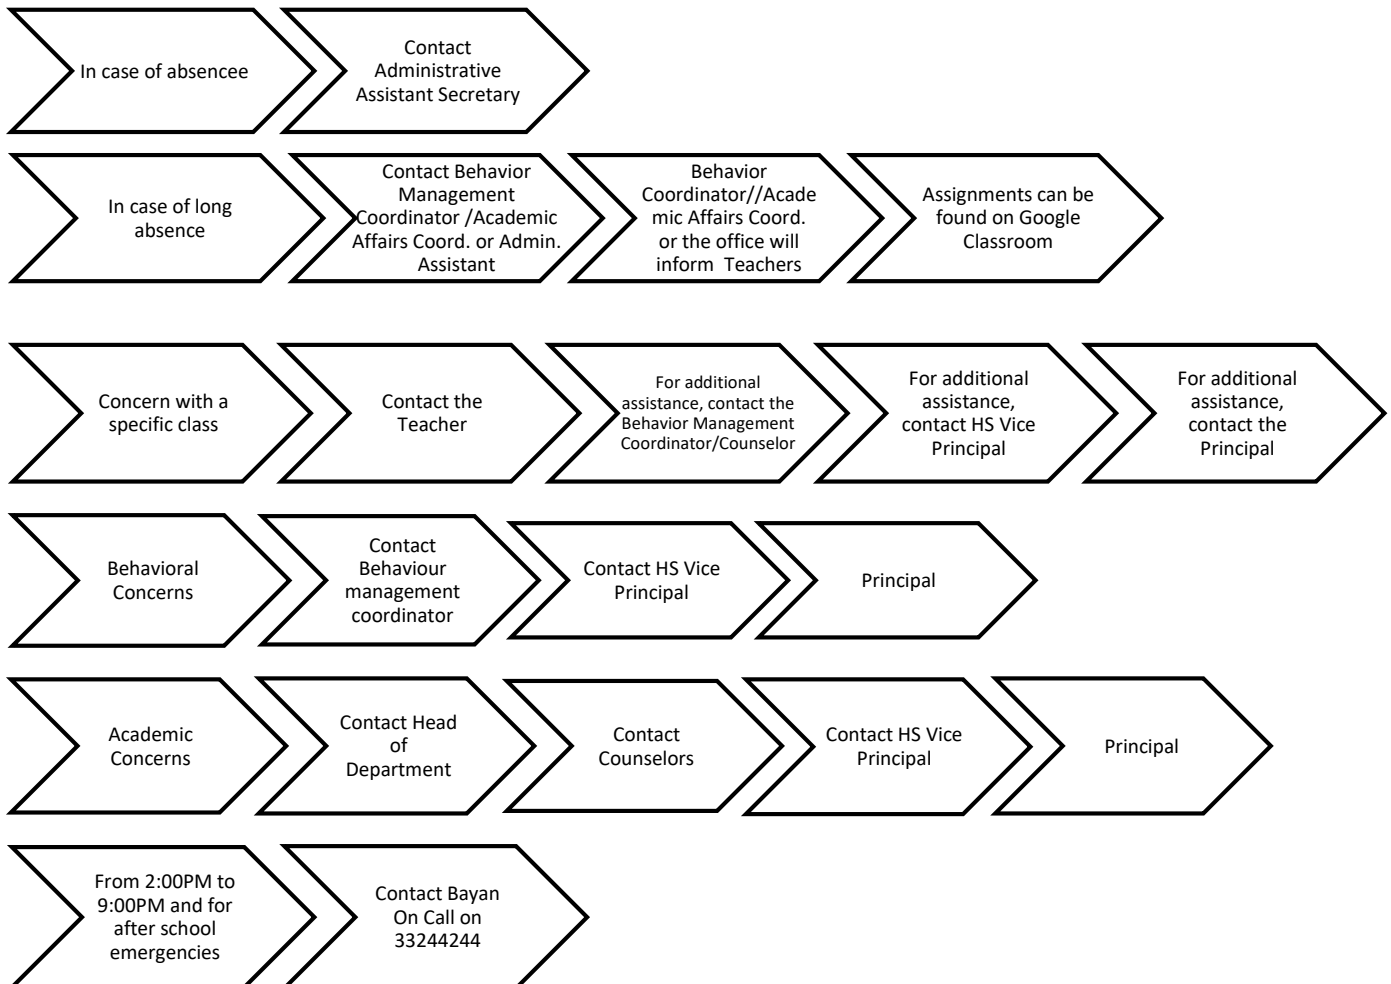 In case of absencee
Contact
Administrative
Assistant Secretary
In case of long
absence
Contact Behavior
Management
Coordinator /Academic
Affairs Coord. or Admin.
Assistant
Behavior
Coordinator//Acade
mic Affairs Coord.
or the office will
inform  Teachers
Assignments can be
found on Google
Classroom
Concern with a
specific class
Contact the
Teacher
For additional
assistance, contact the
Behavior Management
Coordinator/Counselor
For additional
assistance,
contact HS Vice
Principal
For additional
assistance,
contact the
Principal
Behavioral
Concerns
Contact
Behaviour
management
coordinator
Contact HS Vice
Principal
Principal
Academic
Concerns
Contact Head
of
Department
Contact
Counselors
Contact HS Vice
Principal
Principal
From 2:00PM to
9:00PM and for
after school
emergencies
Contact Bayan
On Call on
33244244